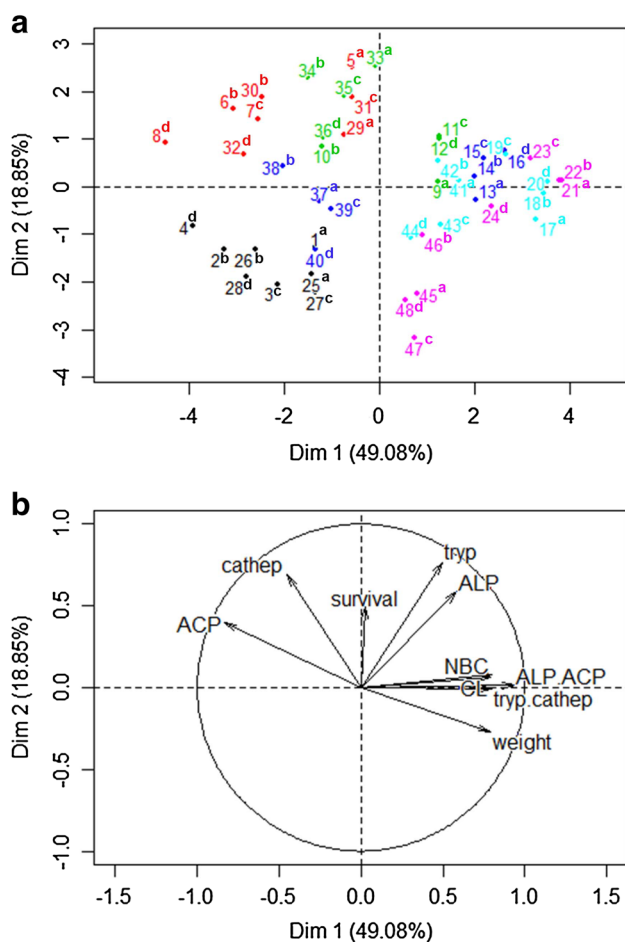 a
Dim 2 (18.85%)
3
2
1
0
-1
-2
-3
-4
33a
5a
34b
30b
35c
6b
7c
31c
8d
36d
29a
32d
10b
38b
11c
12d
15c
19c
16d
23c
42b
14b
22b
9a
41a
13a
20d
21a
18b
24d
17a
37a
39c
4d
1a
44d
43c
46b
2b
26b
40d
28d
3c
25a
27c
45a
48d
47c
-4
-2
0
2
4
Dim 1 (49.08%)
b
Dim 2 (18.85%)
1.0
0.5
0.0
-0.5
-1.0
cathep
tryp
survival
ALP
ACP
NBC
ALP.ACP
CL
tryp.cathep
weight
-1.5
-1.0
-0.5
0.0
0.5
1.0
1.5
Dim 1 (49.08%)